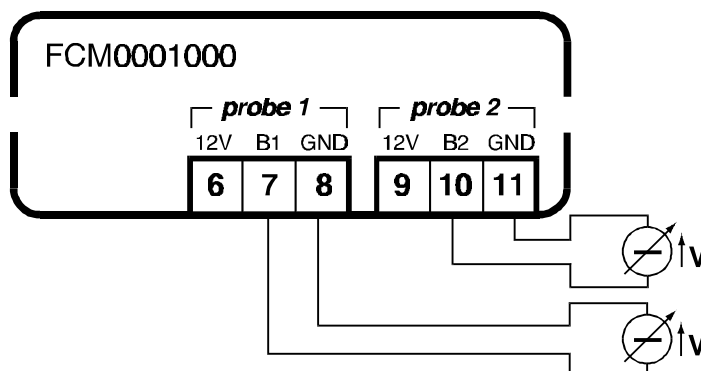 FCM0001000
probe 1 probe 2
12V B1 GND 12V B2 GND
6 7 8 9 10 11
V
V